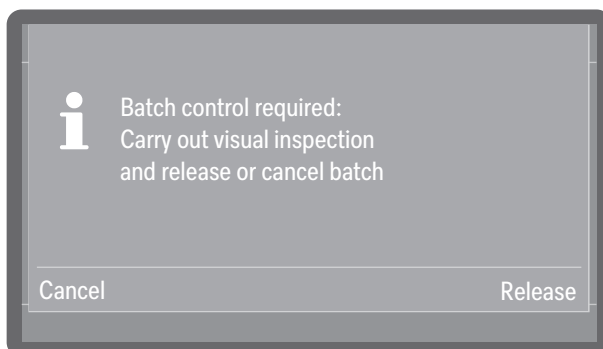 Batch control required:
Carry out visual inspection
and release or cancel batch
Cancel
Release